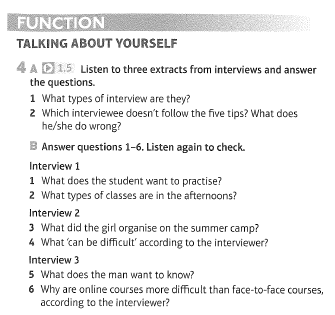 FUNCTION
TALKING ABOUT YOURSELF
4 A 1.5 Listen to three extracts from interviews and answer
the questions.
1 What types of interview are they?
2 Which interviewee doesn't follow the five tips? What does
he/she do wrong?
B Answer questions 1–6. Listen again to check.
Interview 1
1 What does the student want to practise?
2 What types of classes are in the afternoons?
Interview 2
3 What did the girl organise on the summer camp?
4 What 'can be difficult' according to the interviewer?
Interview 3
5 What does the man want to know?
6 Why are online courses more difficult than face-to-face courses,
according to the interviewer?